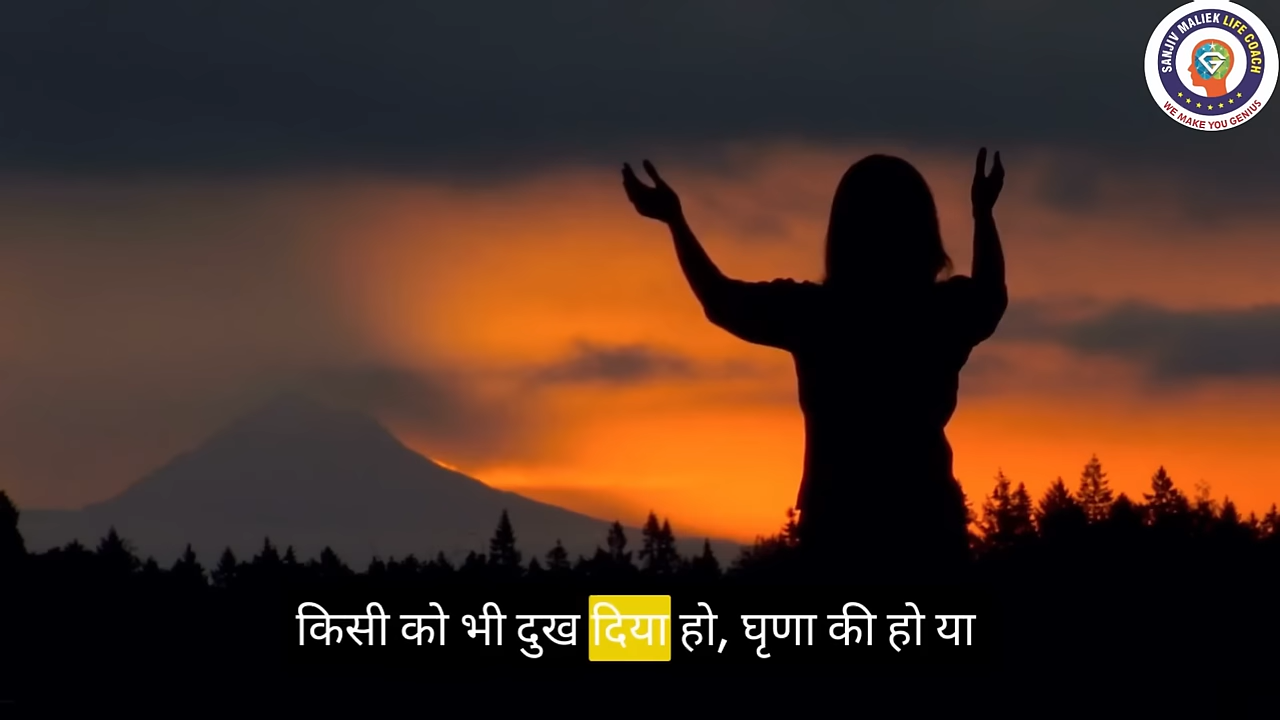 SANJIV MALIEK LIFE COACH
WE MAKE YOU GENIUS
किसी को भी दुख दिया हो, घृणा की हो या